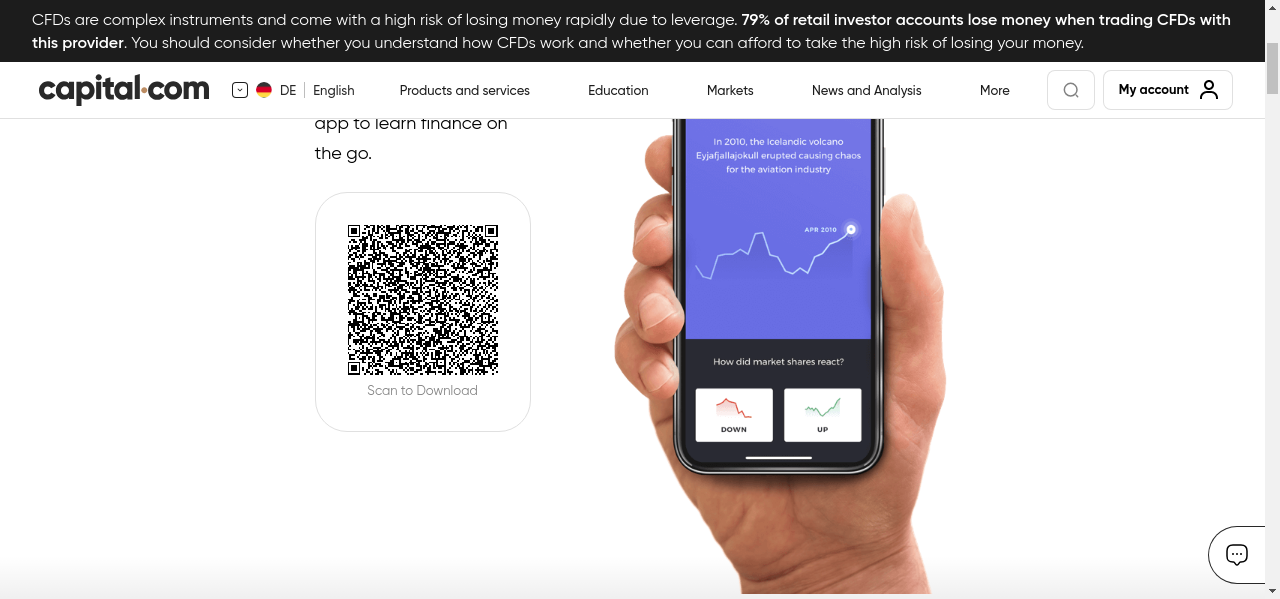 CFDs are complex instruments and come with a high risk of losing money rapidly due to leverage. 79% of retail investor accounts lose money when trading CFDs with
this provider. You should consider whether you understand how CFDs work and whether you can afford to take the high risk of losing your money.
capital.com DE English Products and services Education Markets News and Analysis More My account
app to learn finance on
the go.
Scan to Download
In 2010, the Icelandic volcano
Eyjafjallajokull erupted causing chaos
for the aviation industry
APR 2010
How did market shares react?
DOWN UP